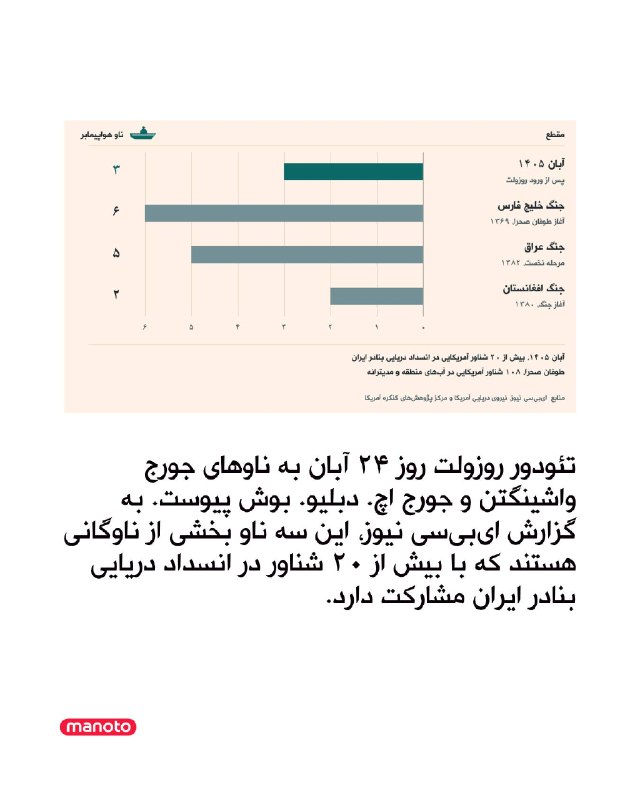 مقطع
ناو هواپیمابر
آبان ۱۴۰۵
پس از ورود روزولت
۳
جنگ خلیج فارس
آغاز طوفان صحرا، ۱۳۶۹
۶
جنگ عراق
مرحله نخست، ۱۳۸۲
۵
جنگ افغانستان
آغاز جنگ، ۱۳۸۰
۲
۰ ۱ ۲ ۳ ۴ ۵ ۶
آبان ۱۴۰۵، بیش از ۲۰ شناور آمریکایی در انسداد دریایی بنادر ایران
طوفان صحرا، ۱۰۸ شناور آمریکایی در آب‌های منطقه و مدیترانه
منابع: ای‌بی‌سی نیوز، نیروی دریایی آمریکا و مرکز پژوهش‌های کنگره آمریکا
تئودور روزولت روز ۲۴ آبان به ناوهای جورج
واشینگتن و جورج اچ. دبلیو. بوش پیوست. به
گزارش ای‌بی‌سی نیوز، این سه ناو بخشی از ناوگانی
هستند که با بیش از ۲۰ شناور در انسداد دریایی
بنادر ایران مشارکت دارد.
manoto